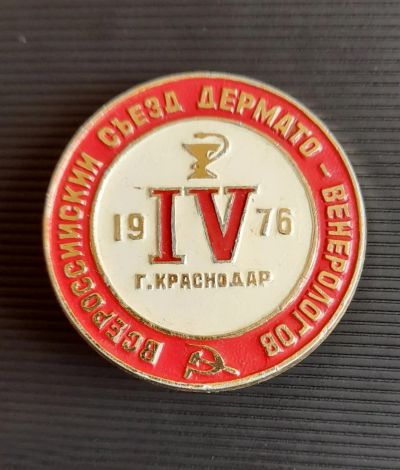 ВСЕРОССИЙСКИЙ СЪЕЗД ДЕРМАТО-ВЕНЕРОЛОГОВ
19 IV 76
Г. КРАСНОДАР